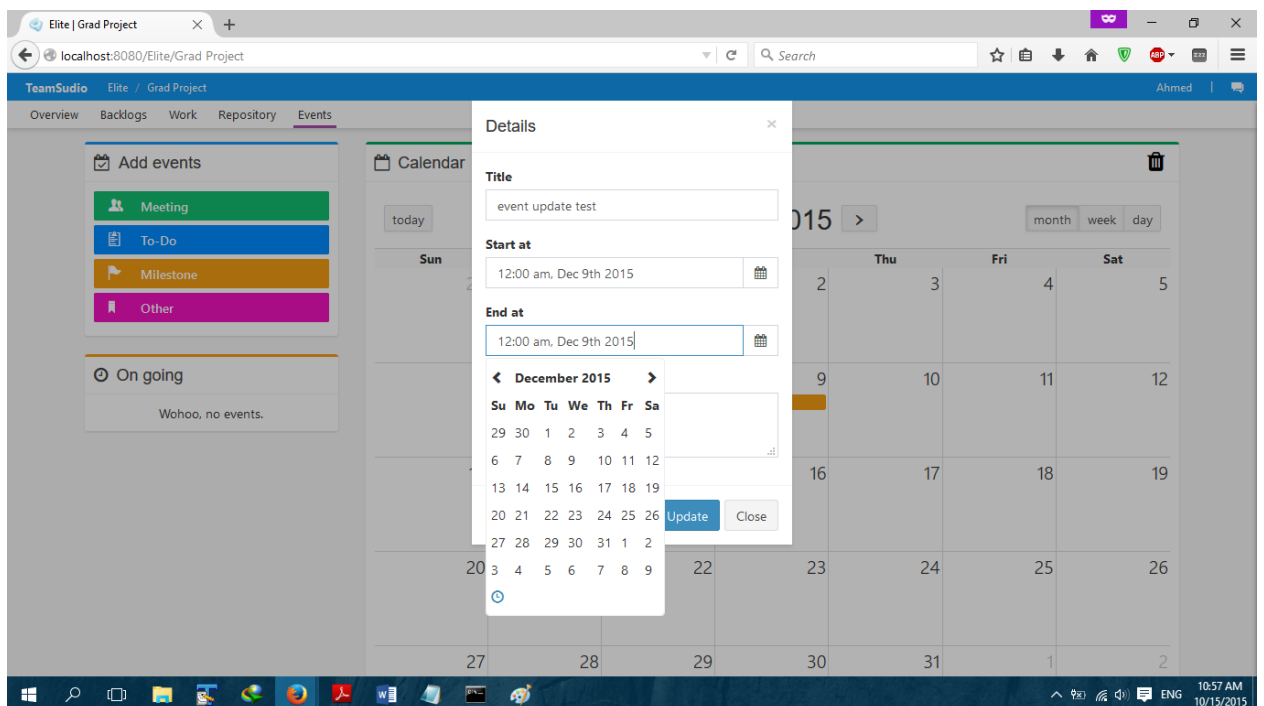 Elite | Grad Project
localhost:8080/Elite/Grad Project
Search
ABP
TeamSudio Elite / Grad Project Ahmed |
Overview Backlogs Work Repository Events
Add events
Meeting
To-Do
Milestone
Other
On going
Wohoo, no events.
Calendar
today 2015 month week day
Sun Thu Fri Sat
2 3 4 5
9 10 11 12
16 17 18 19
20 22 23 24 25 26
27 28 29 30 31 1 2
Details ×
Title
event update test
Start at
12:00 am, Dec 9th 2015
End at
12:00 am, Dec 9th 2015
December 2015
Su Mo Tu We Th Fr Sa
29 30 1 2 3 4 5
6 7 8 9 10 11 12
13 14 15 16 17 18 19
20 21 22 23 24 25 26
27 28 29 30 31 1 2
3 4 5 6 7 8 9
Update Close
ENG
10:57 AM
10/15/2015